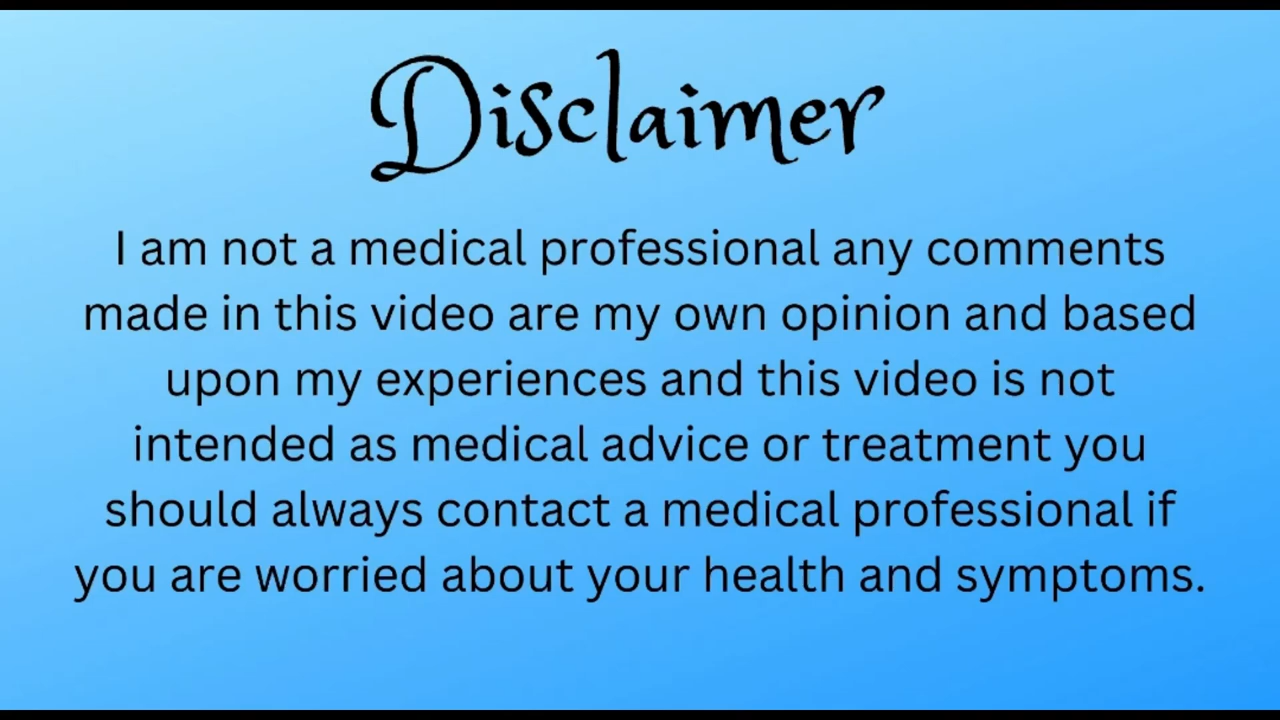 Disclaimer
I am not a medical professional any comments
made in this video are my own opinion and based
upon my experiences and this video is not
intended as medical advice or treatment you
should always contact a medical professional if
you are worried about your health and symptoms.